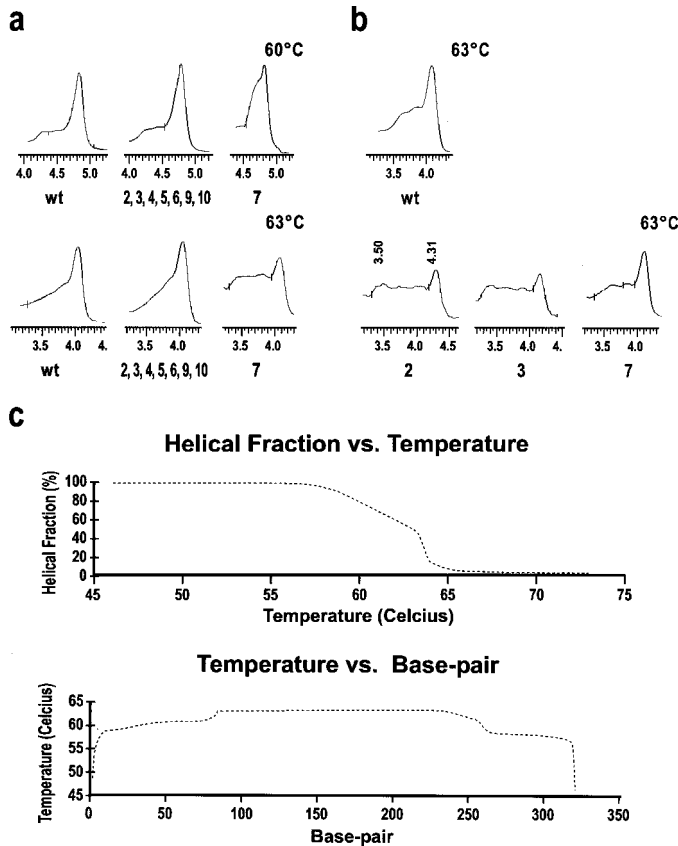 a
b
60°C
63°C
4.0 4.5 5.0
4.0 4.5 5.0
4.0 4.5 5.0
3.5 4.0
wt
2, 3, 4, 5, 6, 9, 10
7
wt
63°C
63°C
3.50
4.31
3.5 4.0 4.
3.5 4.0
3.5 4.0
3.5 4.0 4.5
3.5 4.0 4.
3.5 4.0
wt
2, 3, 4, 5, 6, 9, 10
7
2
3
7
c
Helical Fraction vs. Temperature
Helical Fraction (%)
100
80
60
40
20
0
45 50 55 60 65 70 75
Temperature (Celcius)
Temperature vs. Base-pair
Temperature (Celcius)
65
60
55
50
45
0 50 100 150 200 250 300 350
Base-pair